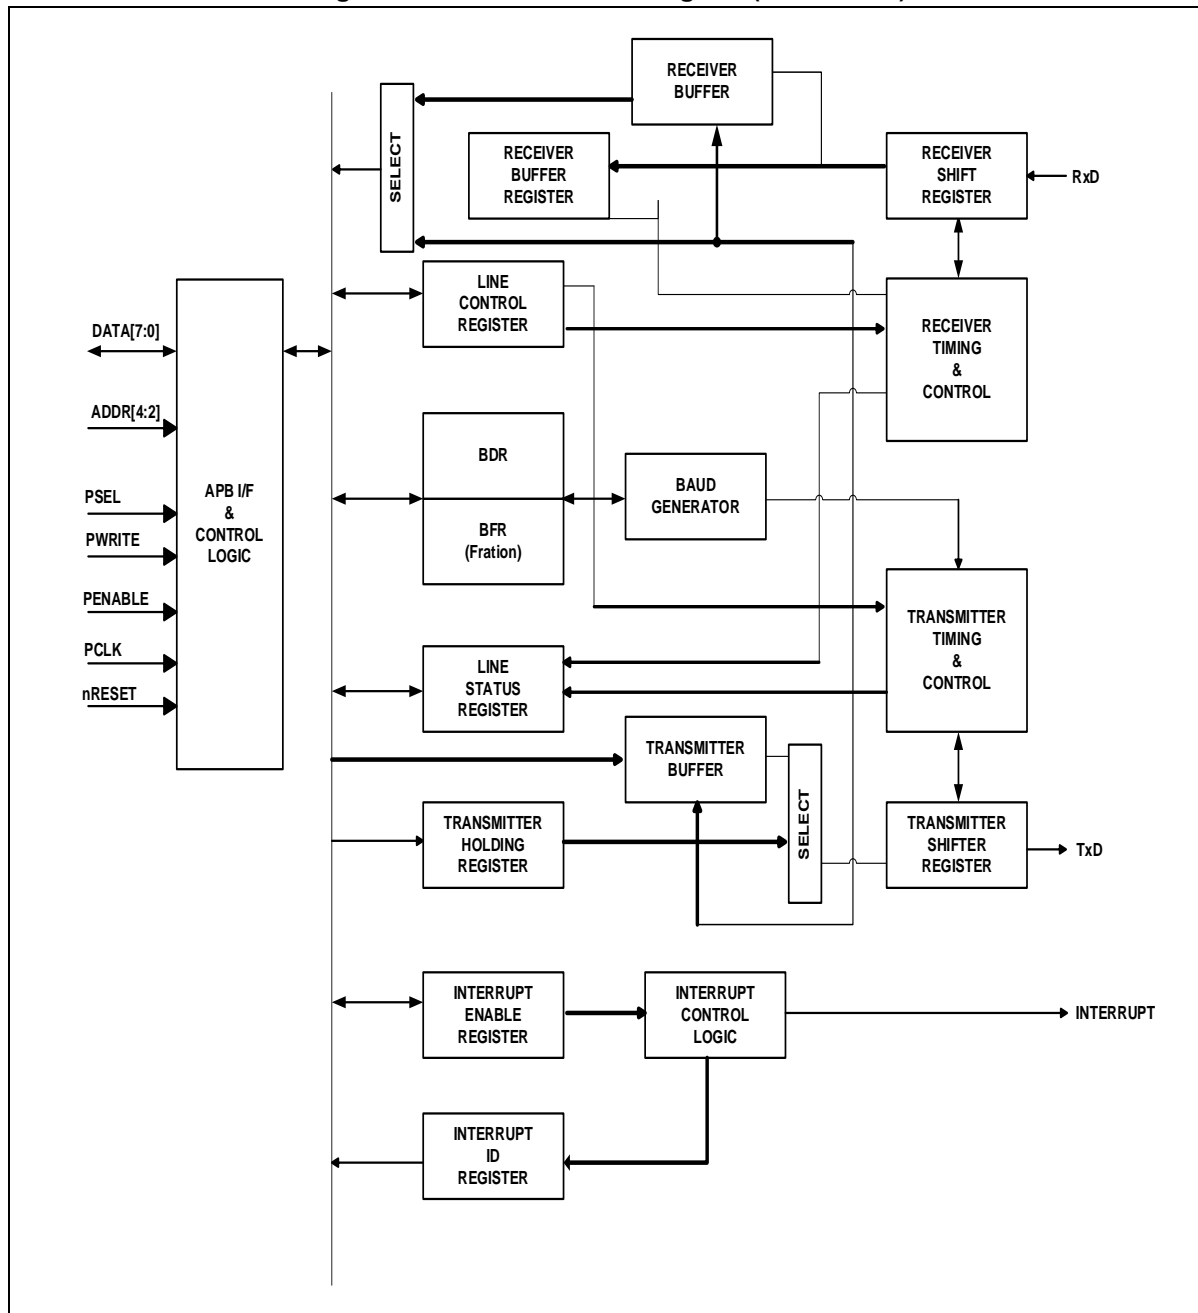 RECEIVER
BUFFER
SELECT
RECEIVER
BUFFER
REGISTER
RECEIVER
SHIFT
REGISTER
RxD
LINE
CONTROL
REGISTER
RECEIVER
TIMING
&
CONTROL
DATA[7:0]
ADDR[4:2]
PSEL
PWRITE
PENABLE
PCLK
nRESET
APB I/F
&
CONTROL
LOGIC
BDR
BFR
(Fration)
BAUD
GENERATOR
TRANSMITTER
TIMING
&
CONTROL
LINE
STATUS
REGISTER
TRANSMITTER
BUFFER
SELECT
TRANSMITTER
HOLDING
REGISTER
TRANSMITTER
SHIFTER
REGISTER
TxD
INTERRUPT
ENABLE
REGISTER
INTERRUPT
CONTROL
LOGIC
INTERRUPT
INTERRUPT
ID
REGISTER